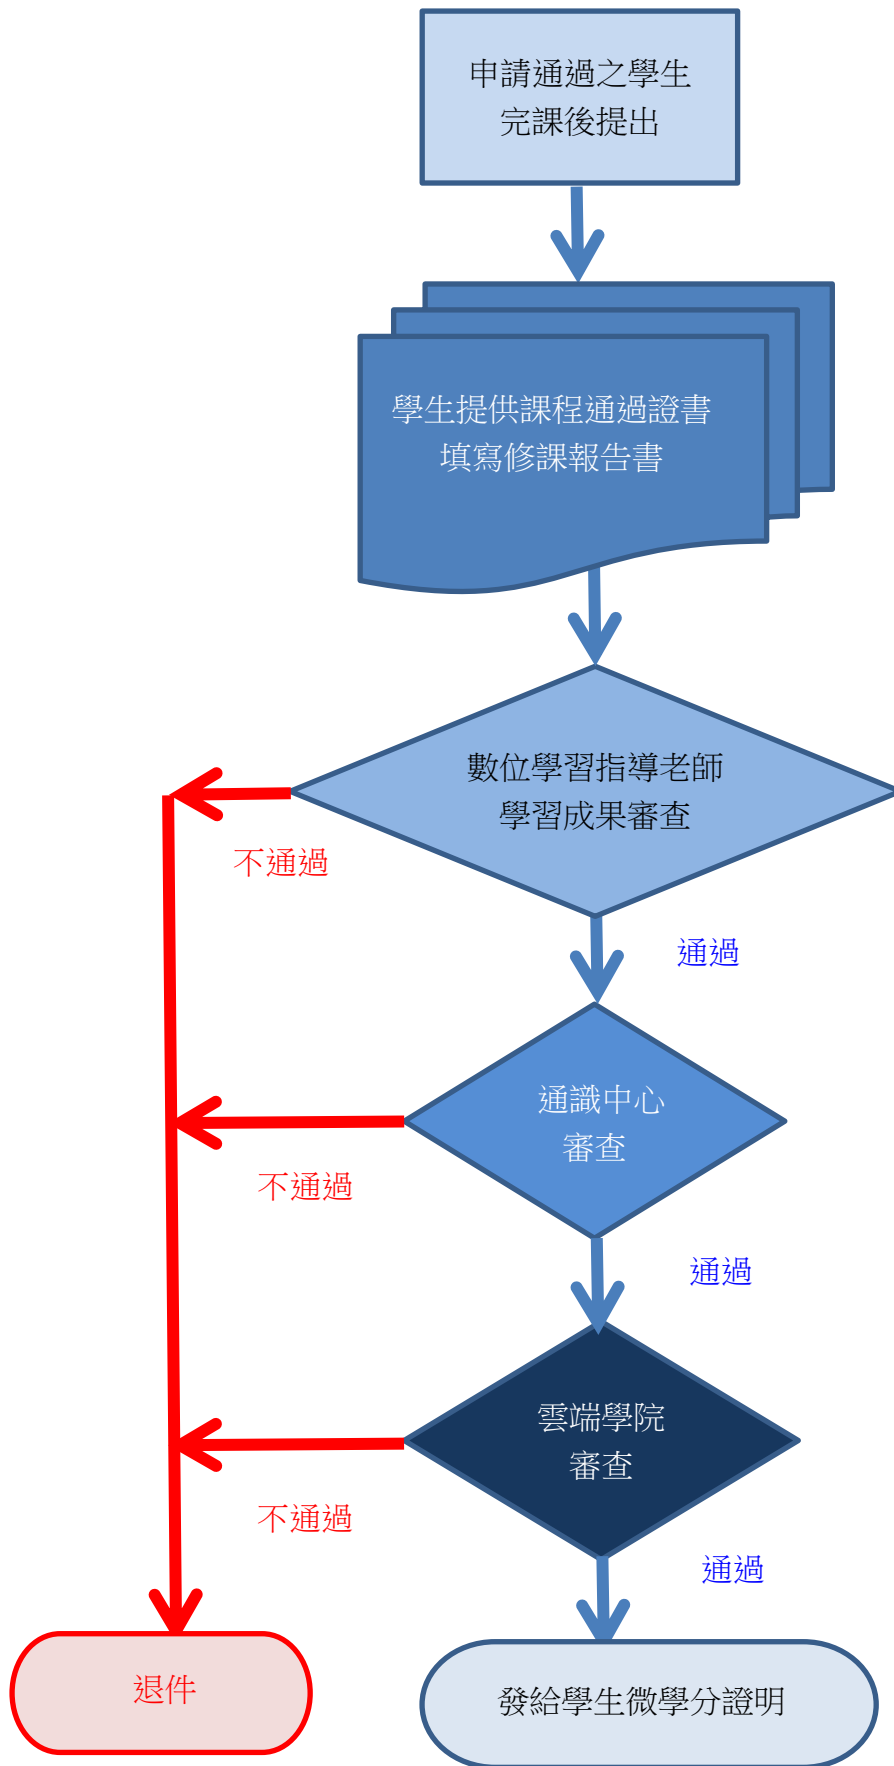 申請通過之學生
完課後提出
學生提供課程通過證書
填寫修課報告書
數位學習指導老師
學習成果審查
不通過
通過
通識中心
審查
不通過
通過
雲端學院
審查
不通過
通過
退件
發給學生微學分證明